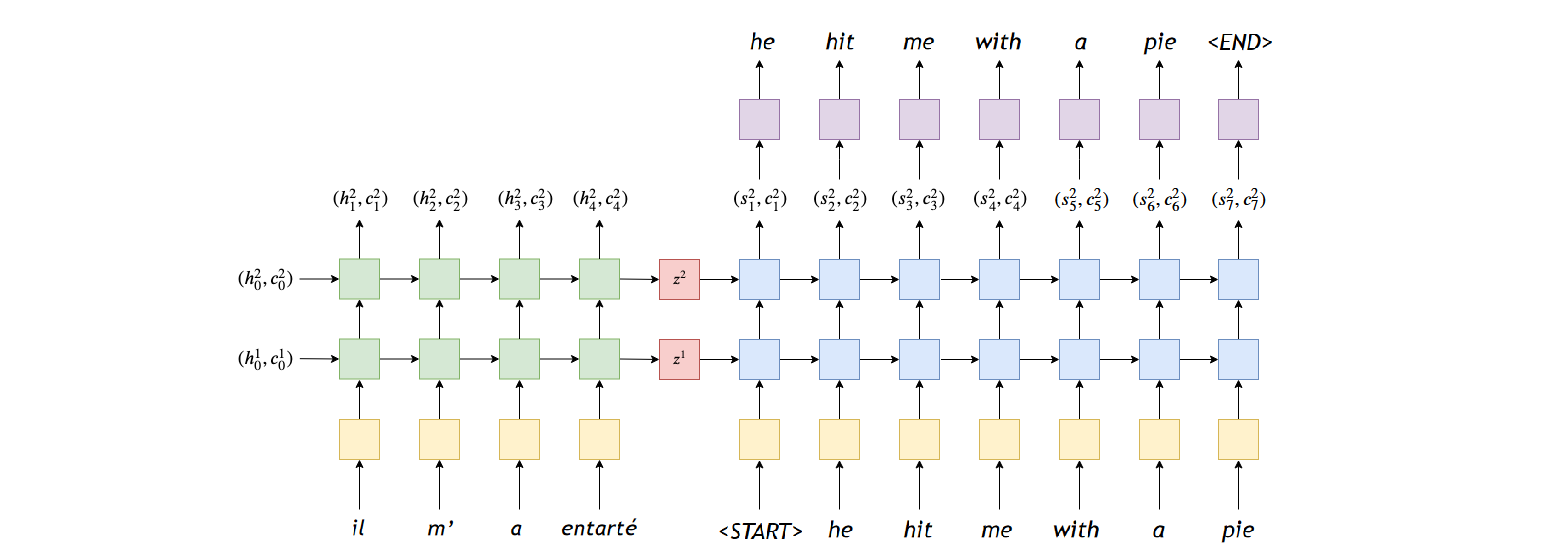 he hit me with a pie <END>
(h_1^2, c_1^2) (h_2^2, c_2^2) (h_3^2, c_3^2) (h_4^2, c_4^2) (s_1^2, c_1^2) (s_2^2, c_2^2) (s_3^2, c_3^2) (s_4^2, c_4^2) (s_5^2, c_5^2) (s_6^2, c_6^2) (s_7^2, c_7^2)
(h_0^2, c_0^2) z^2
(h_0^1, c_0^1) z^1
il m’ a entarté <START> he hit me with a pie